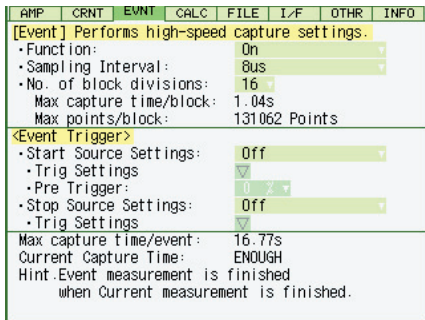 AMP CRNT EVNT CALC FILE I/F OTHR INFO
[Event] Performs high-speed capture settings.
・Function: On
・Sampling Interval: 8us
・No. of block divisions: 16
Max capture time/block: 1.04s
Max points/block: 131062 Points
<Event Trigger>
・Start Source Settings: Off
・Trig Settings
・Pre Trigger: 0 %
・Stop Source Settings: Off
・Trig Settings
Max capture time/event: 16.77s
Current Capture Time: ENOUGH
Hint.Event measurement is finished
when Current measurement is finished.